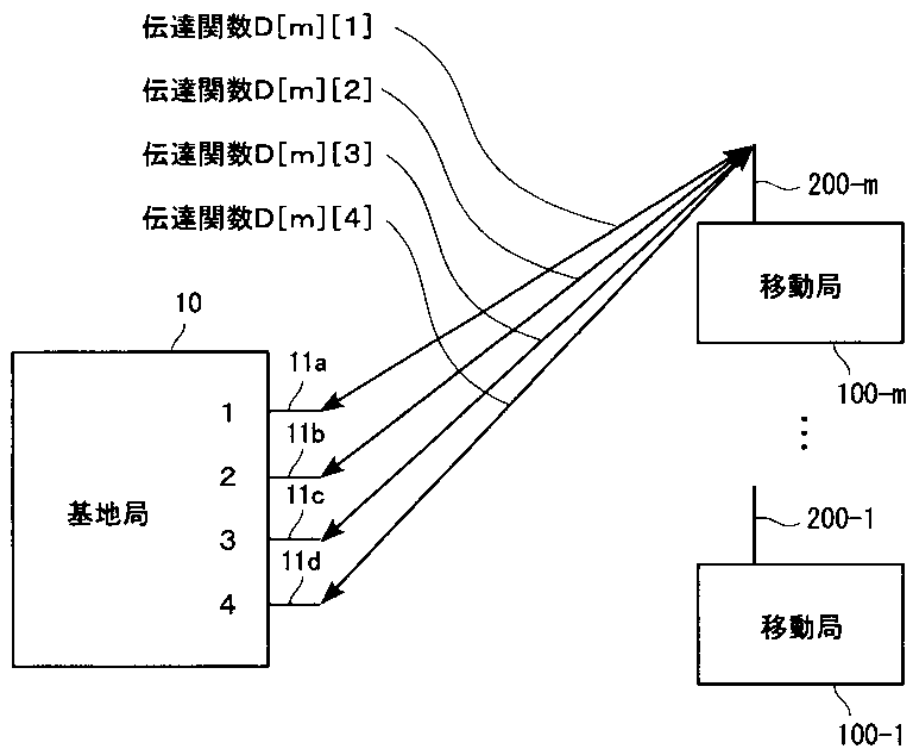 伝達関数D[m][1]
伝達関数D[m][2]
伝達関数D[m][3]
伝達関数D[m][4]
200-m
移動局
100-m
10
11a
1
11b
2
11c
基地局
3
11d
4
⋮
200-1
移動局
100-1